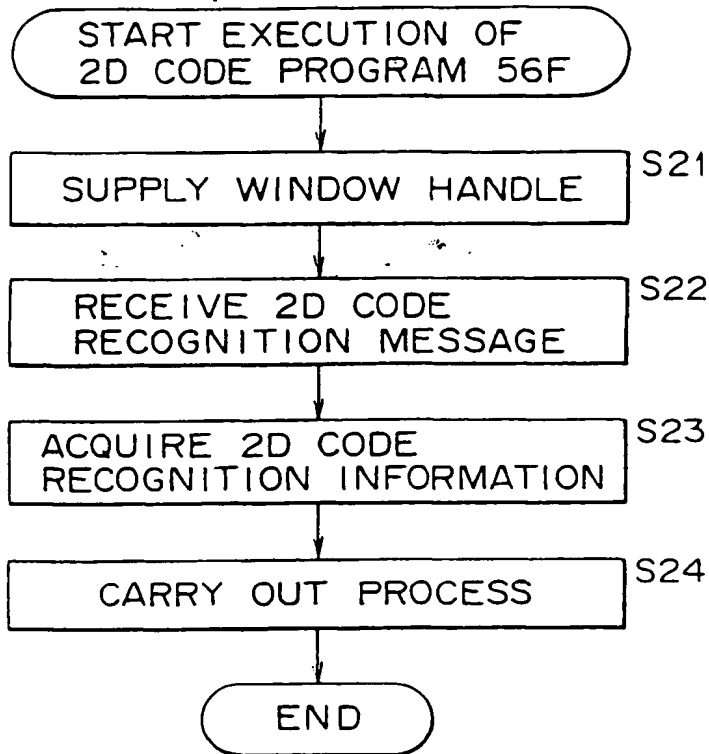 START EXECUTION OF
2D CODE PROGRAM 56F
SUPPLY WINDOW HANDLE
S21
RECEIVE 2D CODE
RECOGNITION MESSAGE
S22
ACQUIRE 2D CODE
RECOGNITION INFORMATION
S23
CARRY OUT PROCESS
S24
END